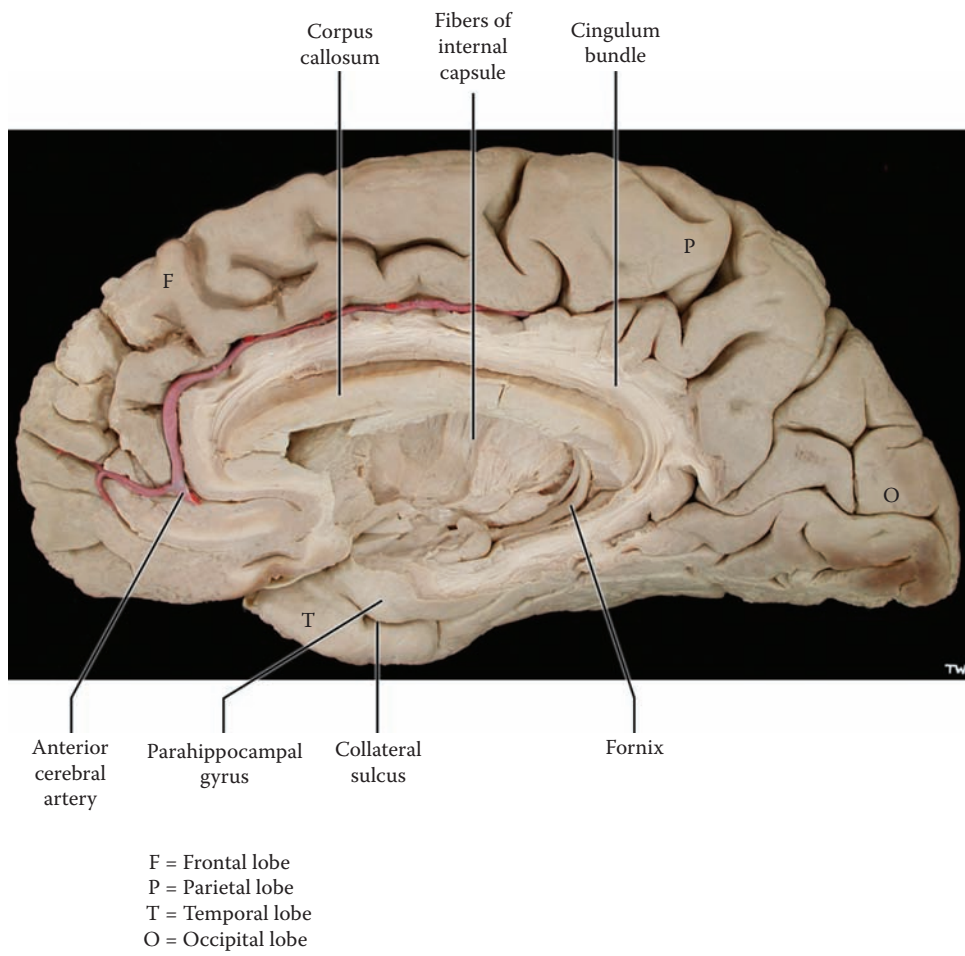 Corpus
callosum
Fibers of
internal
capsule
Cingulum
bundle
F
P
O
T
TW
Anterior
cerebral
artery
Parahippocampal
gyrus
Collateral
sulcus
Fornix
F = Frontal lobe
P = Parietal lobe
T = Temporal lobe
O = Occipital lobe